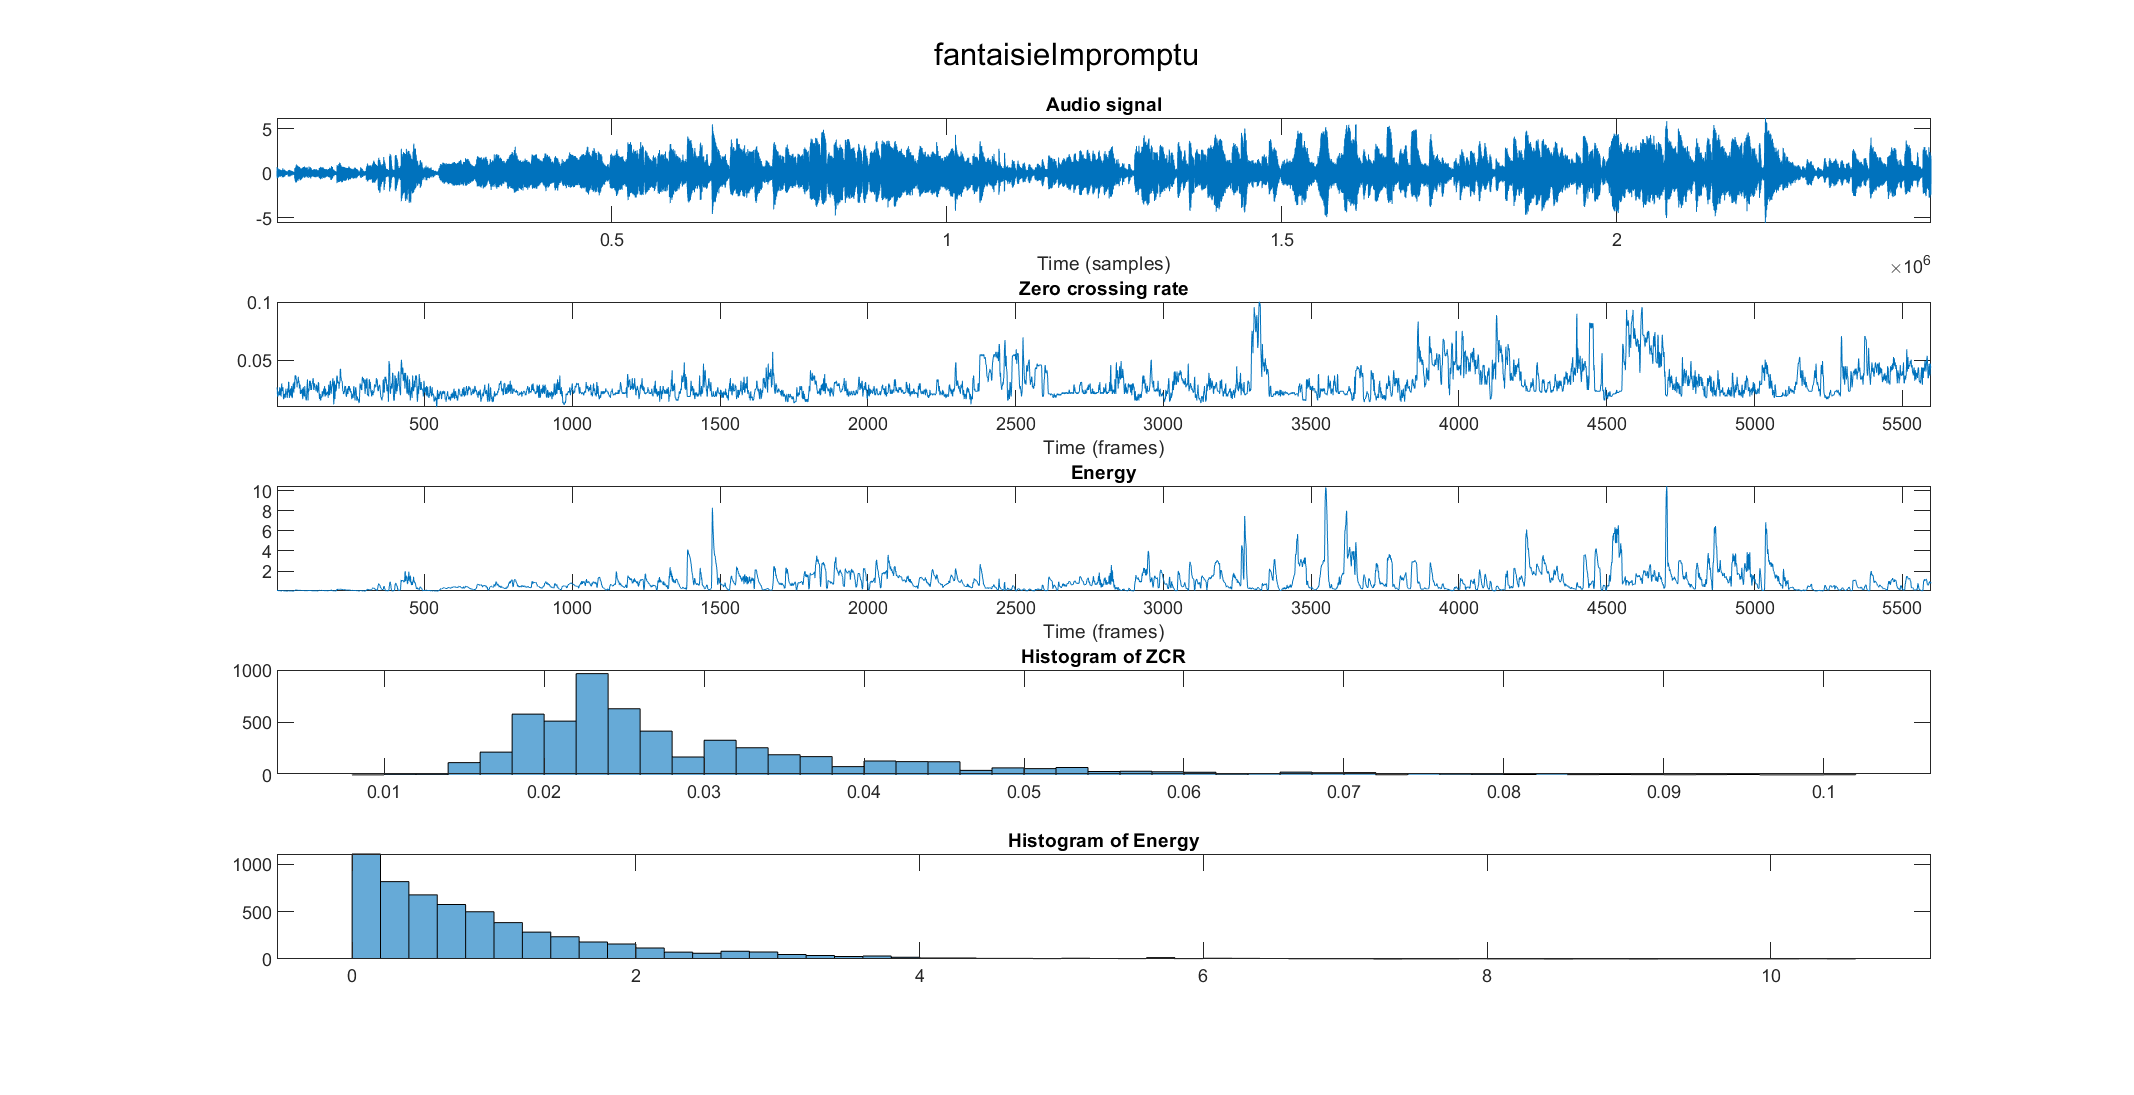 fantaisieImpromptu
Audio signal
5
0
-5
0.5 1 1.5 2
Time (samples) ×10^6
Zero crossing rate
0.1
0.05
500 1000 1500 2000 2500 3000 3500 4000 4500 5000 5500
Time (frames)
Energy
10
8
6
4
2
500 1000 1500 2000 2500 3000 3500 4000 4500 5000 5500
Time (frames)
Histogram of ZCR
1000
500
0
0.01 0.02 0.03 0.04 0.05 0.06 0.07 0.08 0.09 0.1
Histogram of Energy
1000
500
0
0 2 4 6 8 10